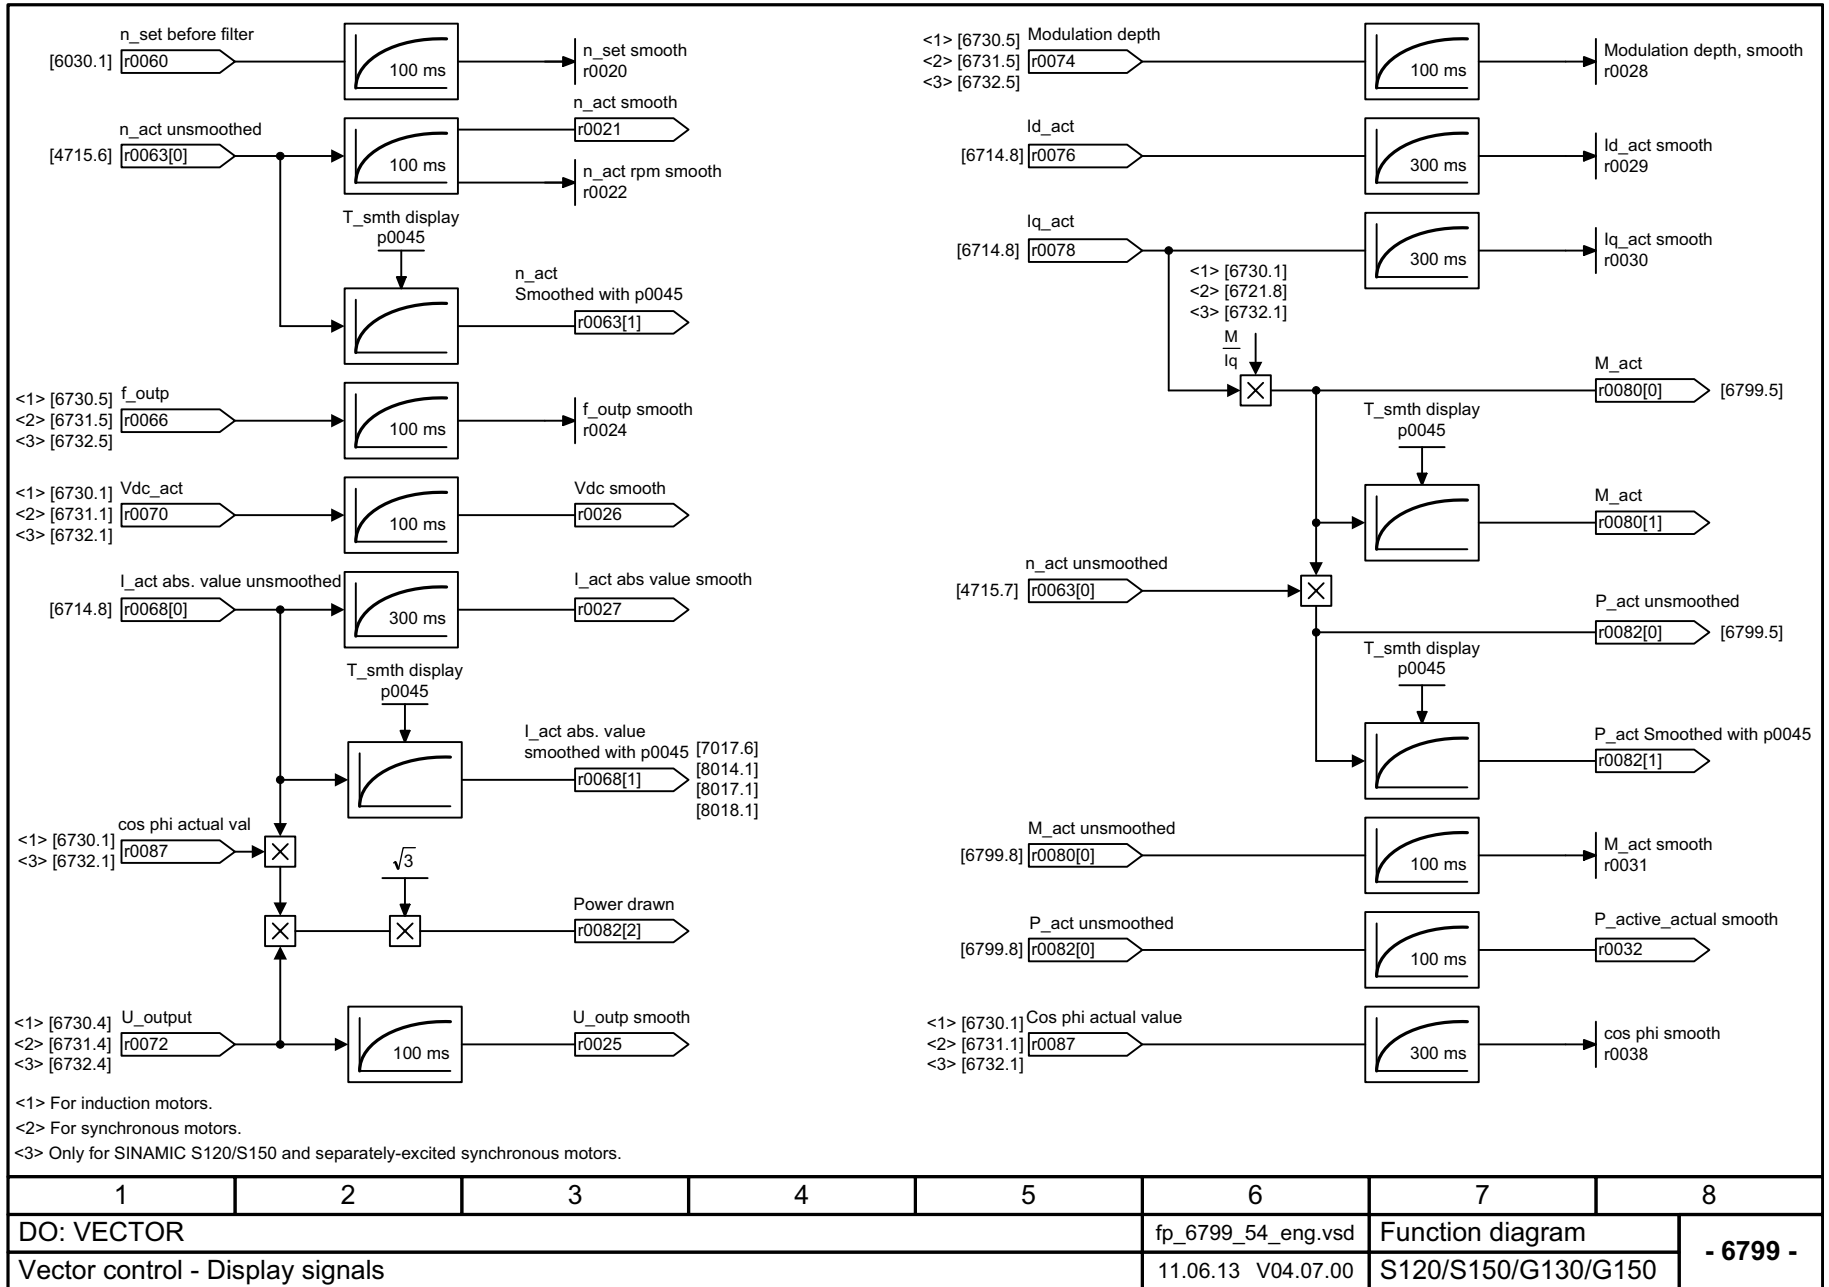 n_set before filter
[6030.1] r0060
100 ms
n_set smooth
r0020
n_act unsmoothed
[4715.6] r0063[0]
100 ms
n_act smooth
r0021
n_act rpm smooth
r0022
T_smth display
p0045
n_act
Smoothed with p0045
r0063[1]
<1> [6730.5] f_outp
<2> [6731.5] r0066
<3> [6732.5]
100 ms
f_outp smooth
r0024
<1> [6730.1] Vdc_act
<2> [6731.1] r0070
<3> [6732.1]
100 ms
Vdc smooth
r0026
I_act abs. value unsmoothed
[6714.8] r0068[0]
300 ms
I_act abs value smooth
r0027
T_smth display
p0045
I_act abs. value
smoothed with p0045
r0068[1]
[7017.6]
[8014.1]
[8017.1]
[8018.1]
cos phi actual val
<1> [6730.1] r0087
<3> [6732.1]
√3
Power drawn
r0082[2]
<1> [6730.4] U_output
<2> [6731.4] r0072
<3> [6732.4]
100 ms
U_outp smooth
r0025
<1> [6730.5] Modulation depth
<2> [6731.5] r0074
<3> [6732.5]
100 ms
Modulation depth, smooth
r0028
Id_act
[6714.8] r0076
300 ms
Id_act smooth
r0029
Iq_act
[6714.8] r0078
300 ms
Iq_act smooth
r0030
<1> [6730.1]
<2> [6721.8]
<3> [6732.1]
M
Iq
M_act
r0080[0] [6799.5]
T_smth display
p0045
M_act
r0080[1]
n_act unsmoothed
[4715.7] r0063[0]
P_act unsmoothed
r0082[0] [6799.5]
T_smth display
p0045
P_act Smoothed with p0045
r0082[1]
M_act unsmoothed
[6799.8] r0080[0]
100 ms
M_act smooth
r0031
P_act unsmoothed
[6799.8] r0082[0]
100 ms
P_active_actual smooth
r0032
<1> [6730.1] Cos phi actual value
<2> [6731.1] r0087
<3> [6732.1]
300 ms
cos phi smooth
r0038
<1> For induction motors.
<2> For synchronous motors.
<3> Only for SINAMIC S120/S150 and separately-excited synchronous motors.
1 2 3 4 5 6 7 8
DO: VECTOR
fp_6799_54_eng.vsd
Function diagram
- 6799 -
Vector control - Display signals
11.06.13 V04.07.00
S120/S150/G130/G150